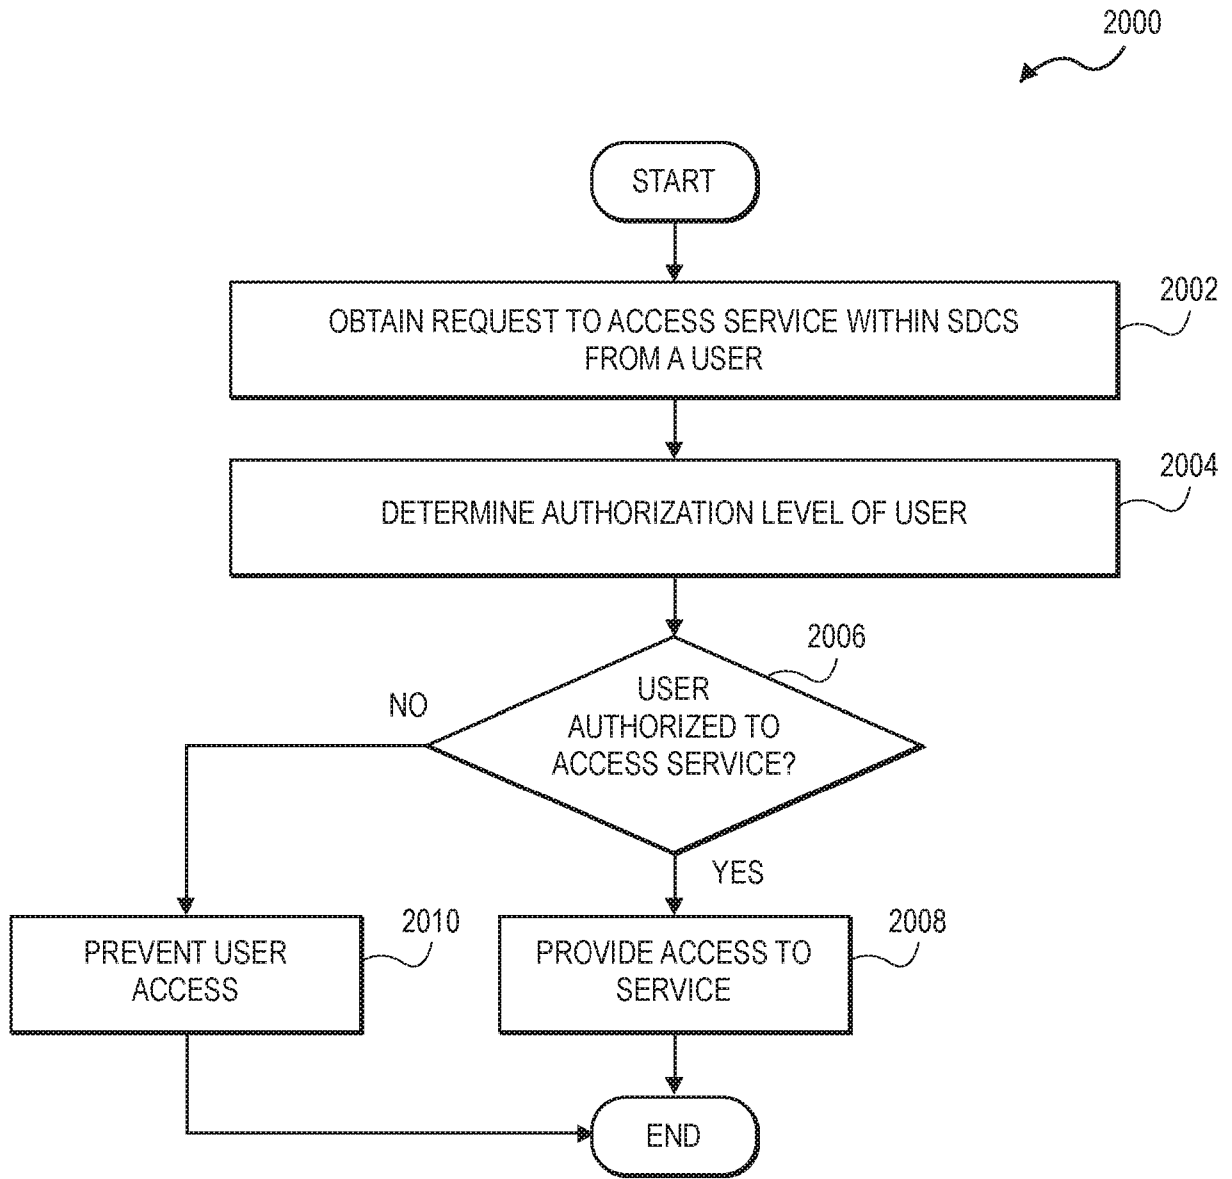 2000
START
OBTAIN REQUEST TO ACCESS SERVICE WITHIN SDCS
FROM A USER
2002
DETERMINE AUTHORIZATION LEVEL OF USER
2004
2006
USER
AUTHORIZED TO
ACCESS SERVICE?
NO
YES
PREVENT USER
ACCESS
2010
PROVIDE ACCESS TO
SERVICE
2008
END